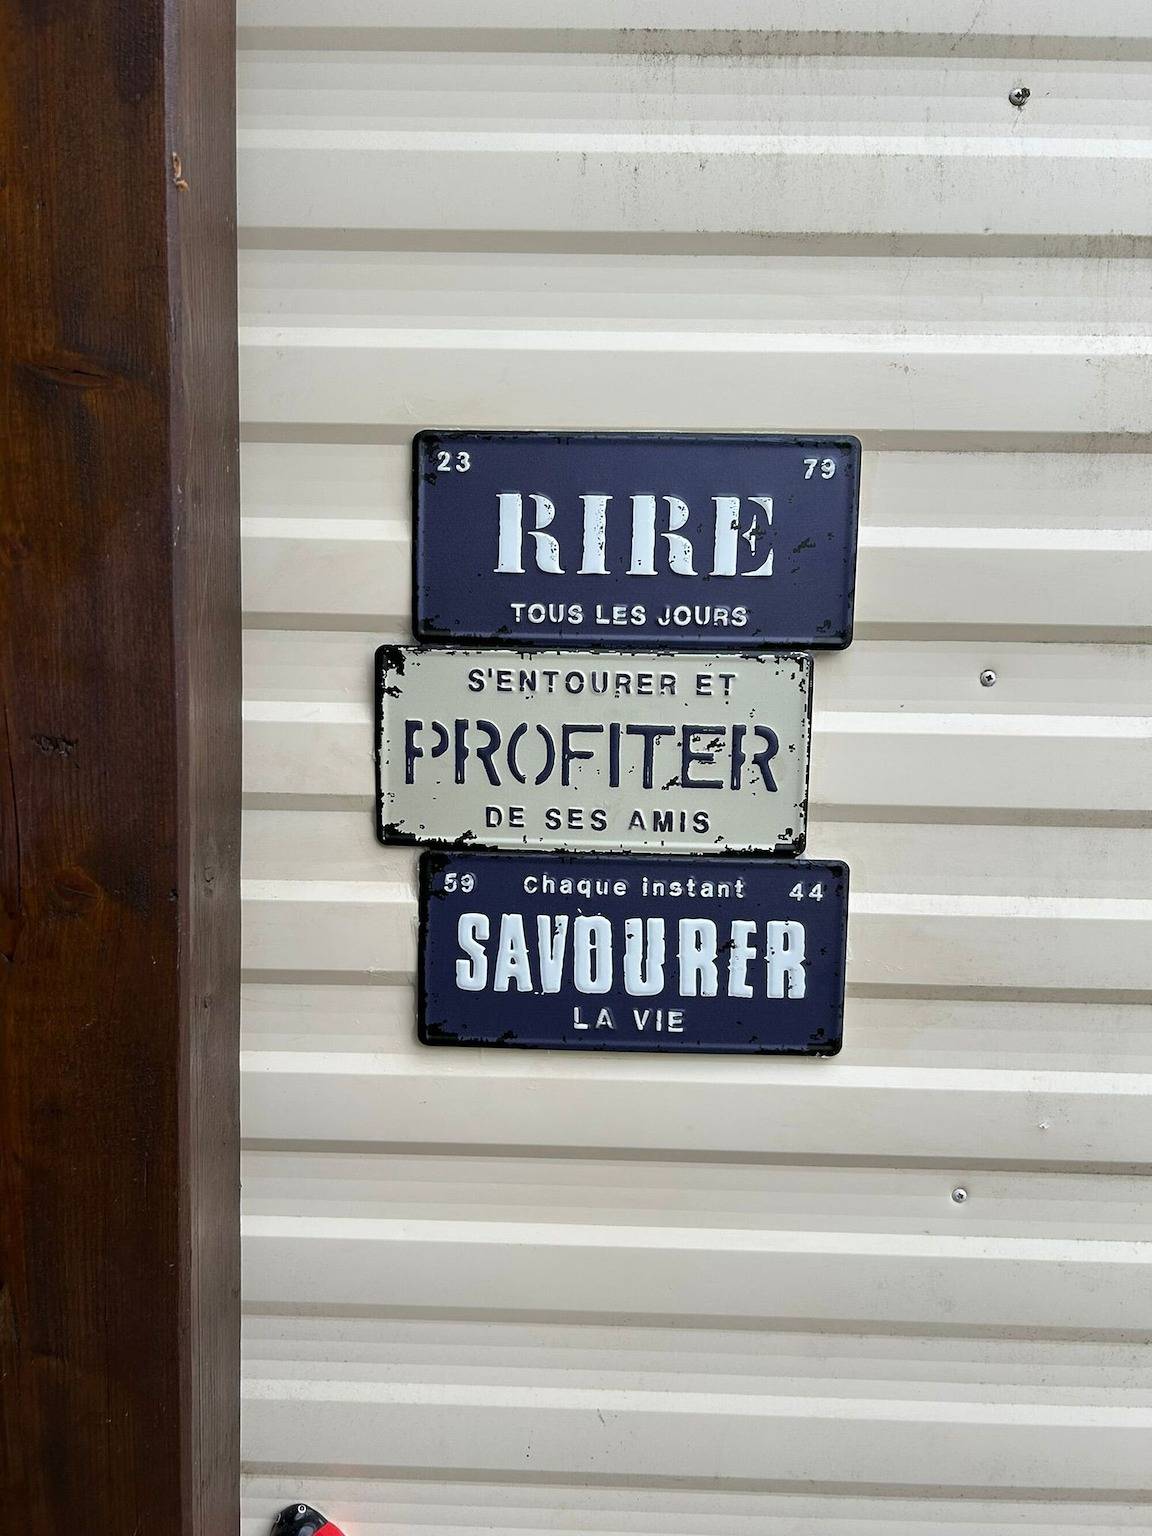 23 79
RIRE
TOUS LES JOURS
S'ENTOURER ET
PROFITER
DE SES AMIS
59 Chaque instant 44
SAVOURER
LA VIE